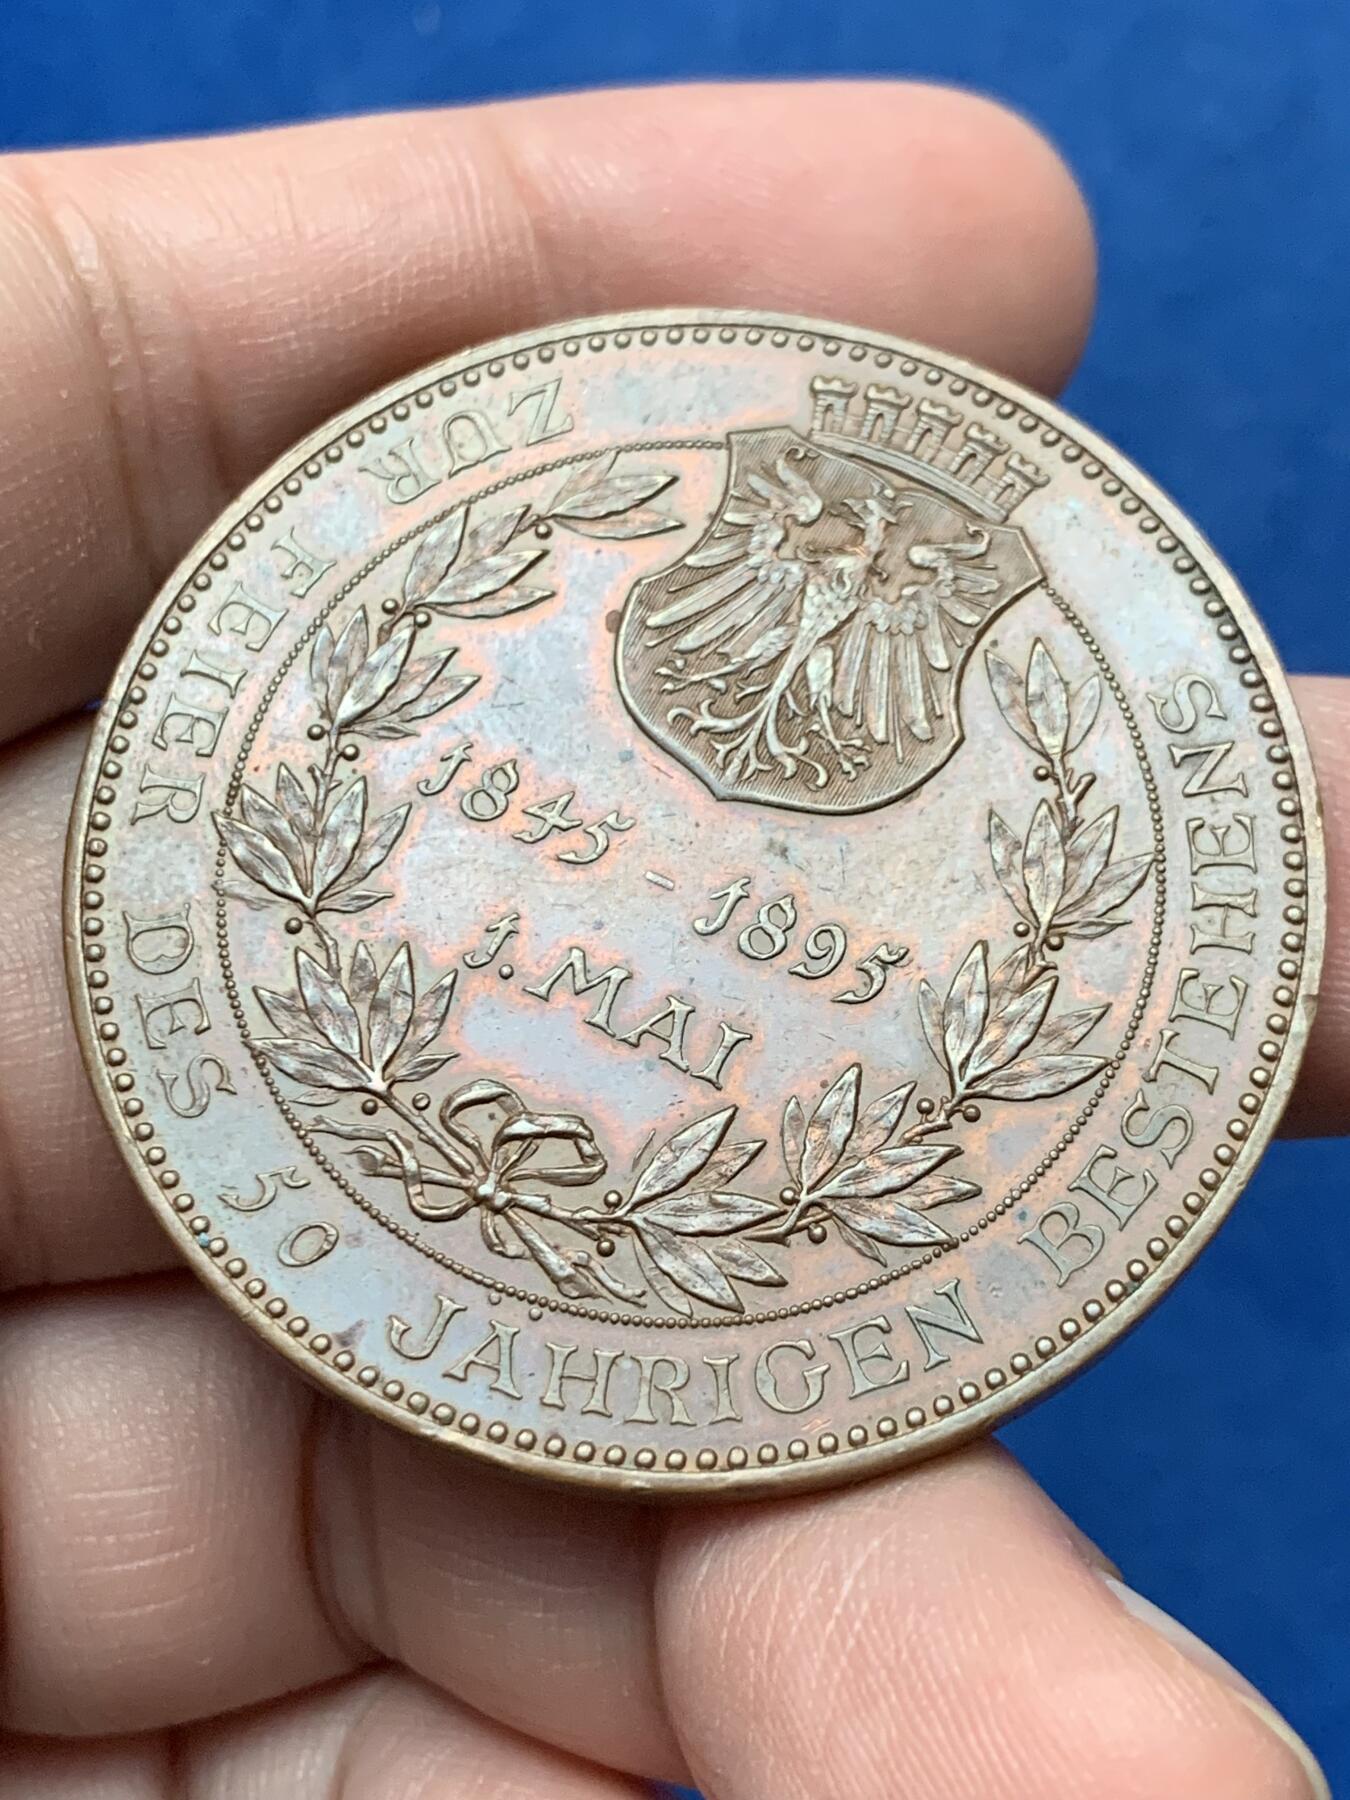 ZUR FEIER DES 50 JÄHRIGEN BESTEHENS
1845 - 1895
1. MAI